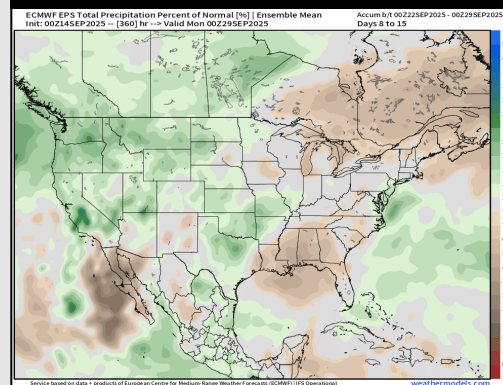 ECMWF EPS Total Precipitation Percent of Normal [%] | Ensemble Mean
Init: 00Z14SEP2025 -- [360] hr --> Valid Mon 00Z29SEP2025
Accum b/t 00Z22SEP2025 - 00Z29SEP2025
Days 8 to 15
Service based on data + products of European Centre for Medium-Range Weather Forecasts (ECMWF) | IFS Operational
weathermodels.com